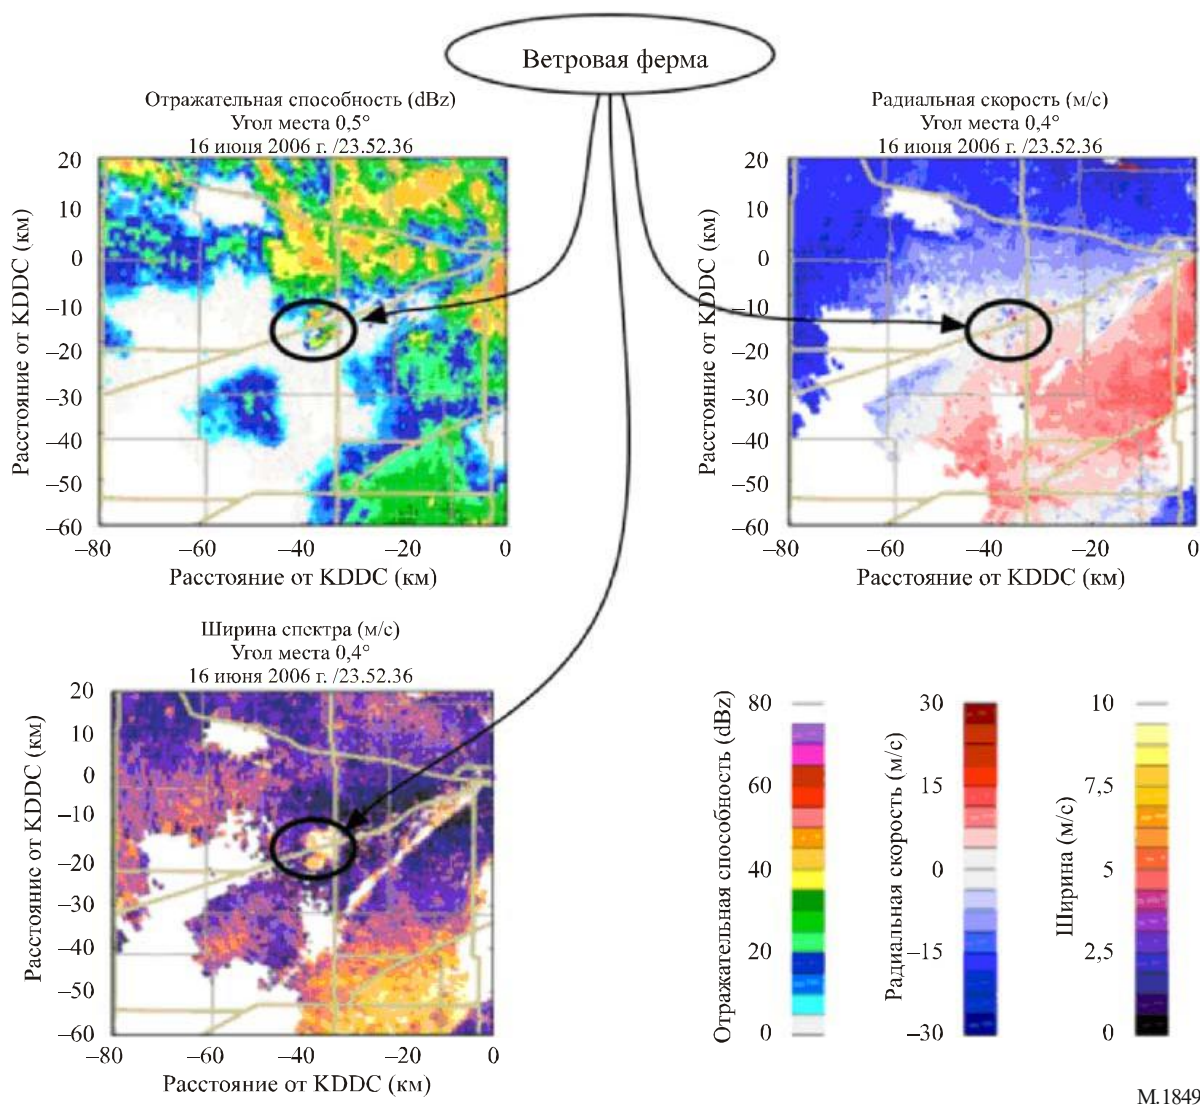 Ветровая ферма
Отражательная способность (dBz)
Угол места 0,5°
16 июня 2006 г. /23.52.36
20
10
0
–10
–20
–30
–40
–50
–60
Расстояние от KDDC (км)
–80
–60
–40
–20
0
Расстояние от KDDC (км)
Радиальная скорость (м/с)
Угол места 0,4°
16 июня 2006 г. /23.52.36
20
10
0
–10
–20
–30
–40
–50
–60
Расстояние от KDDC (км)
–80
–60
–40
–20
0
Расстояние от KDDC (км)
Ширина спектра (м/с)
Угол места 0,4°
16 июня 2006 г. /23.52.36
20
10
0
–10
–20
–30
–40
–50
–60
Расстояние от KDDC (км)
–80
–60
–40
–20
0
Расстояние от KDDC (км)
Отражательная способность (dBz)
80
60
40
20
0
Радиальная скорость (м/с)
30
15
0
–15
–30
Ширина (м/с)
10
7,5
5
2,5
0
M.1849